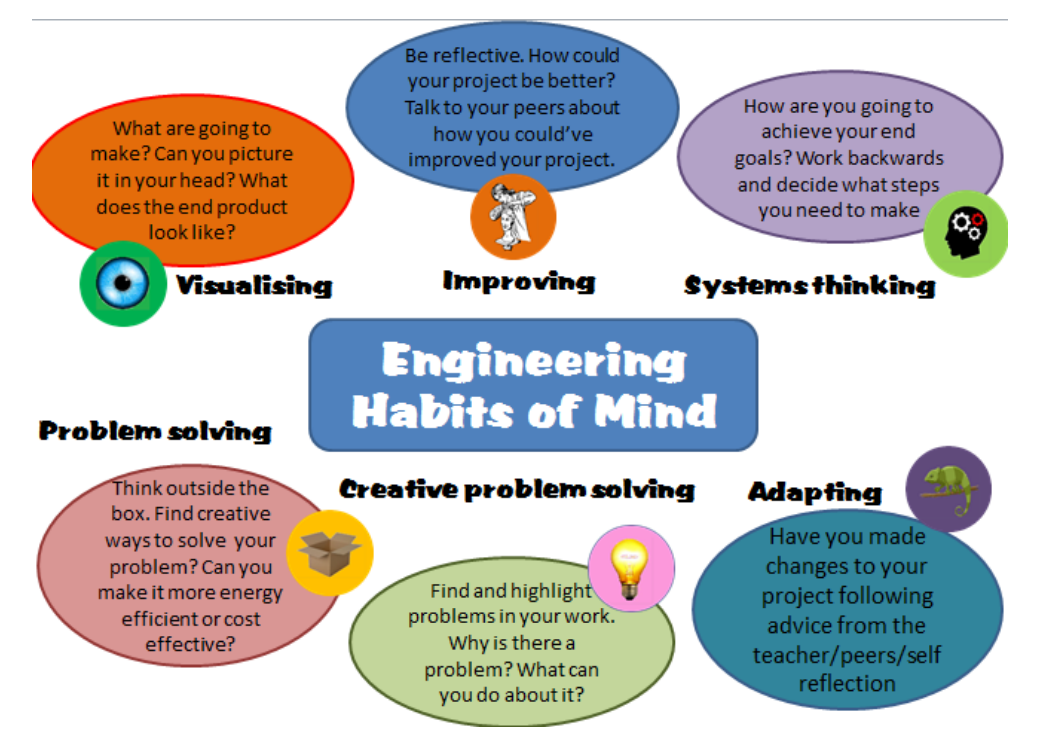 What are going to
make? Can you picture
it in your head? What
does the end product
look like?
Visualising
Be reflective. How could
your project be better?
Talk to your peers about
how you could've
improved your project.
Improving
How are you going to
achieve your end
goals? Work backwards
and decide what steps
you need to make
Systems thinking
Engineering
Habits of Mind
Problem solving
Think outside the
box. Find creative
ways to solve your
problem? Can you
make it more energy
efficient or cost
effective?
Creative problem solving
Find and highlight
problems in your work.
Why is there a
problem? What can
you do about it?
Adapting
Have you made
changes to your
project following
advice from the
teacher/peers/self
reflection